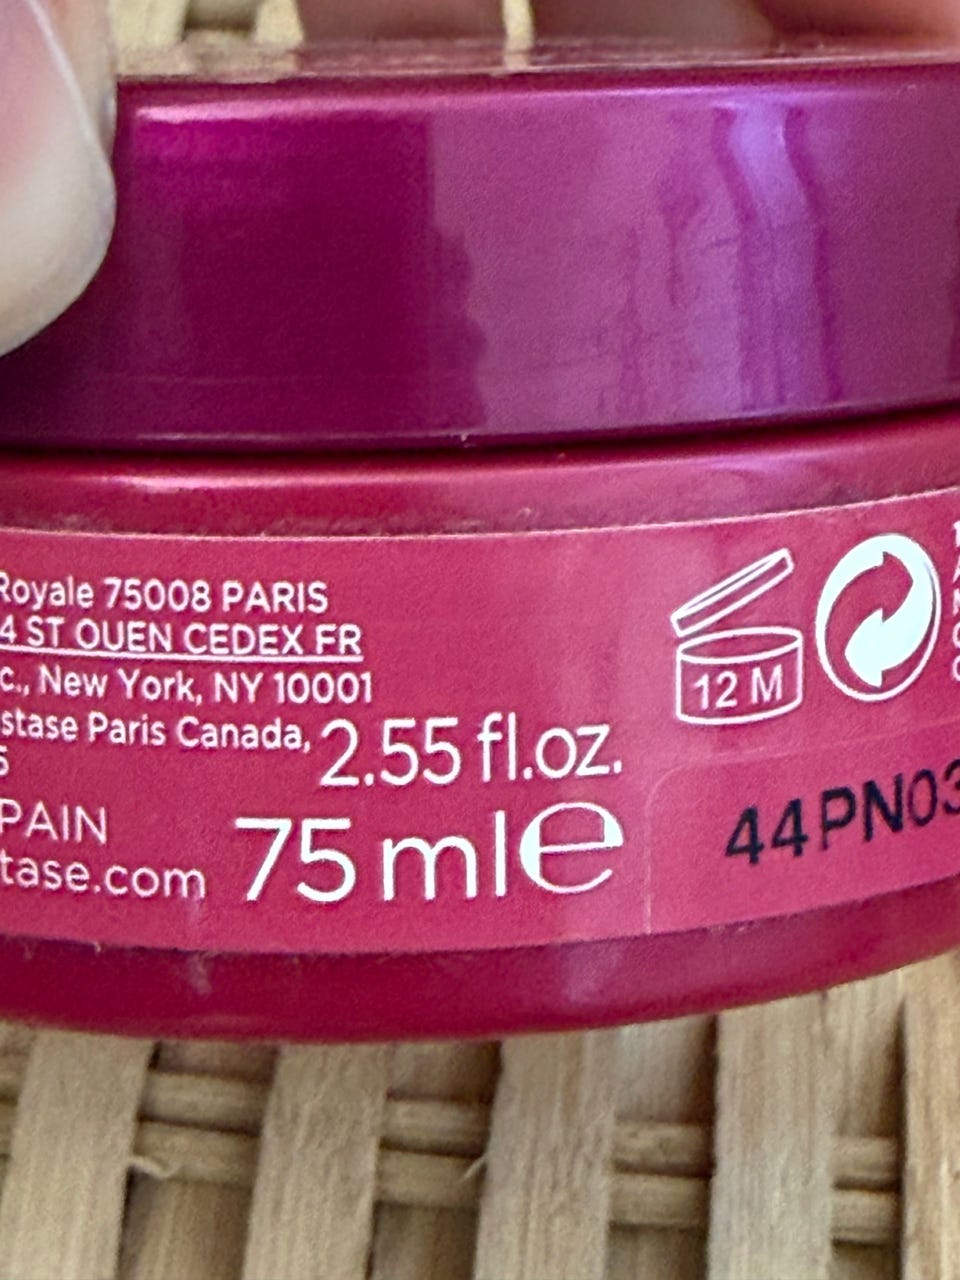 Royale 75008 PARIS
4 ST OUEN CEDEX FR
c., New York, NY 10001
stase Paris Canada,
5
2.55 fl.oz.
PAIN
tase.com
75 ml e
12 M
44PN03